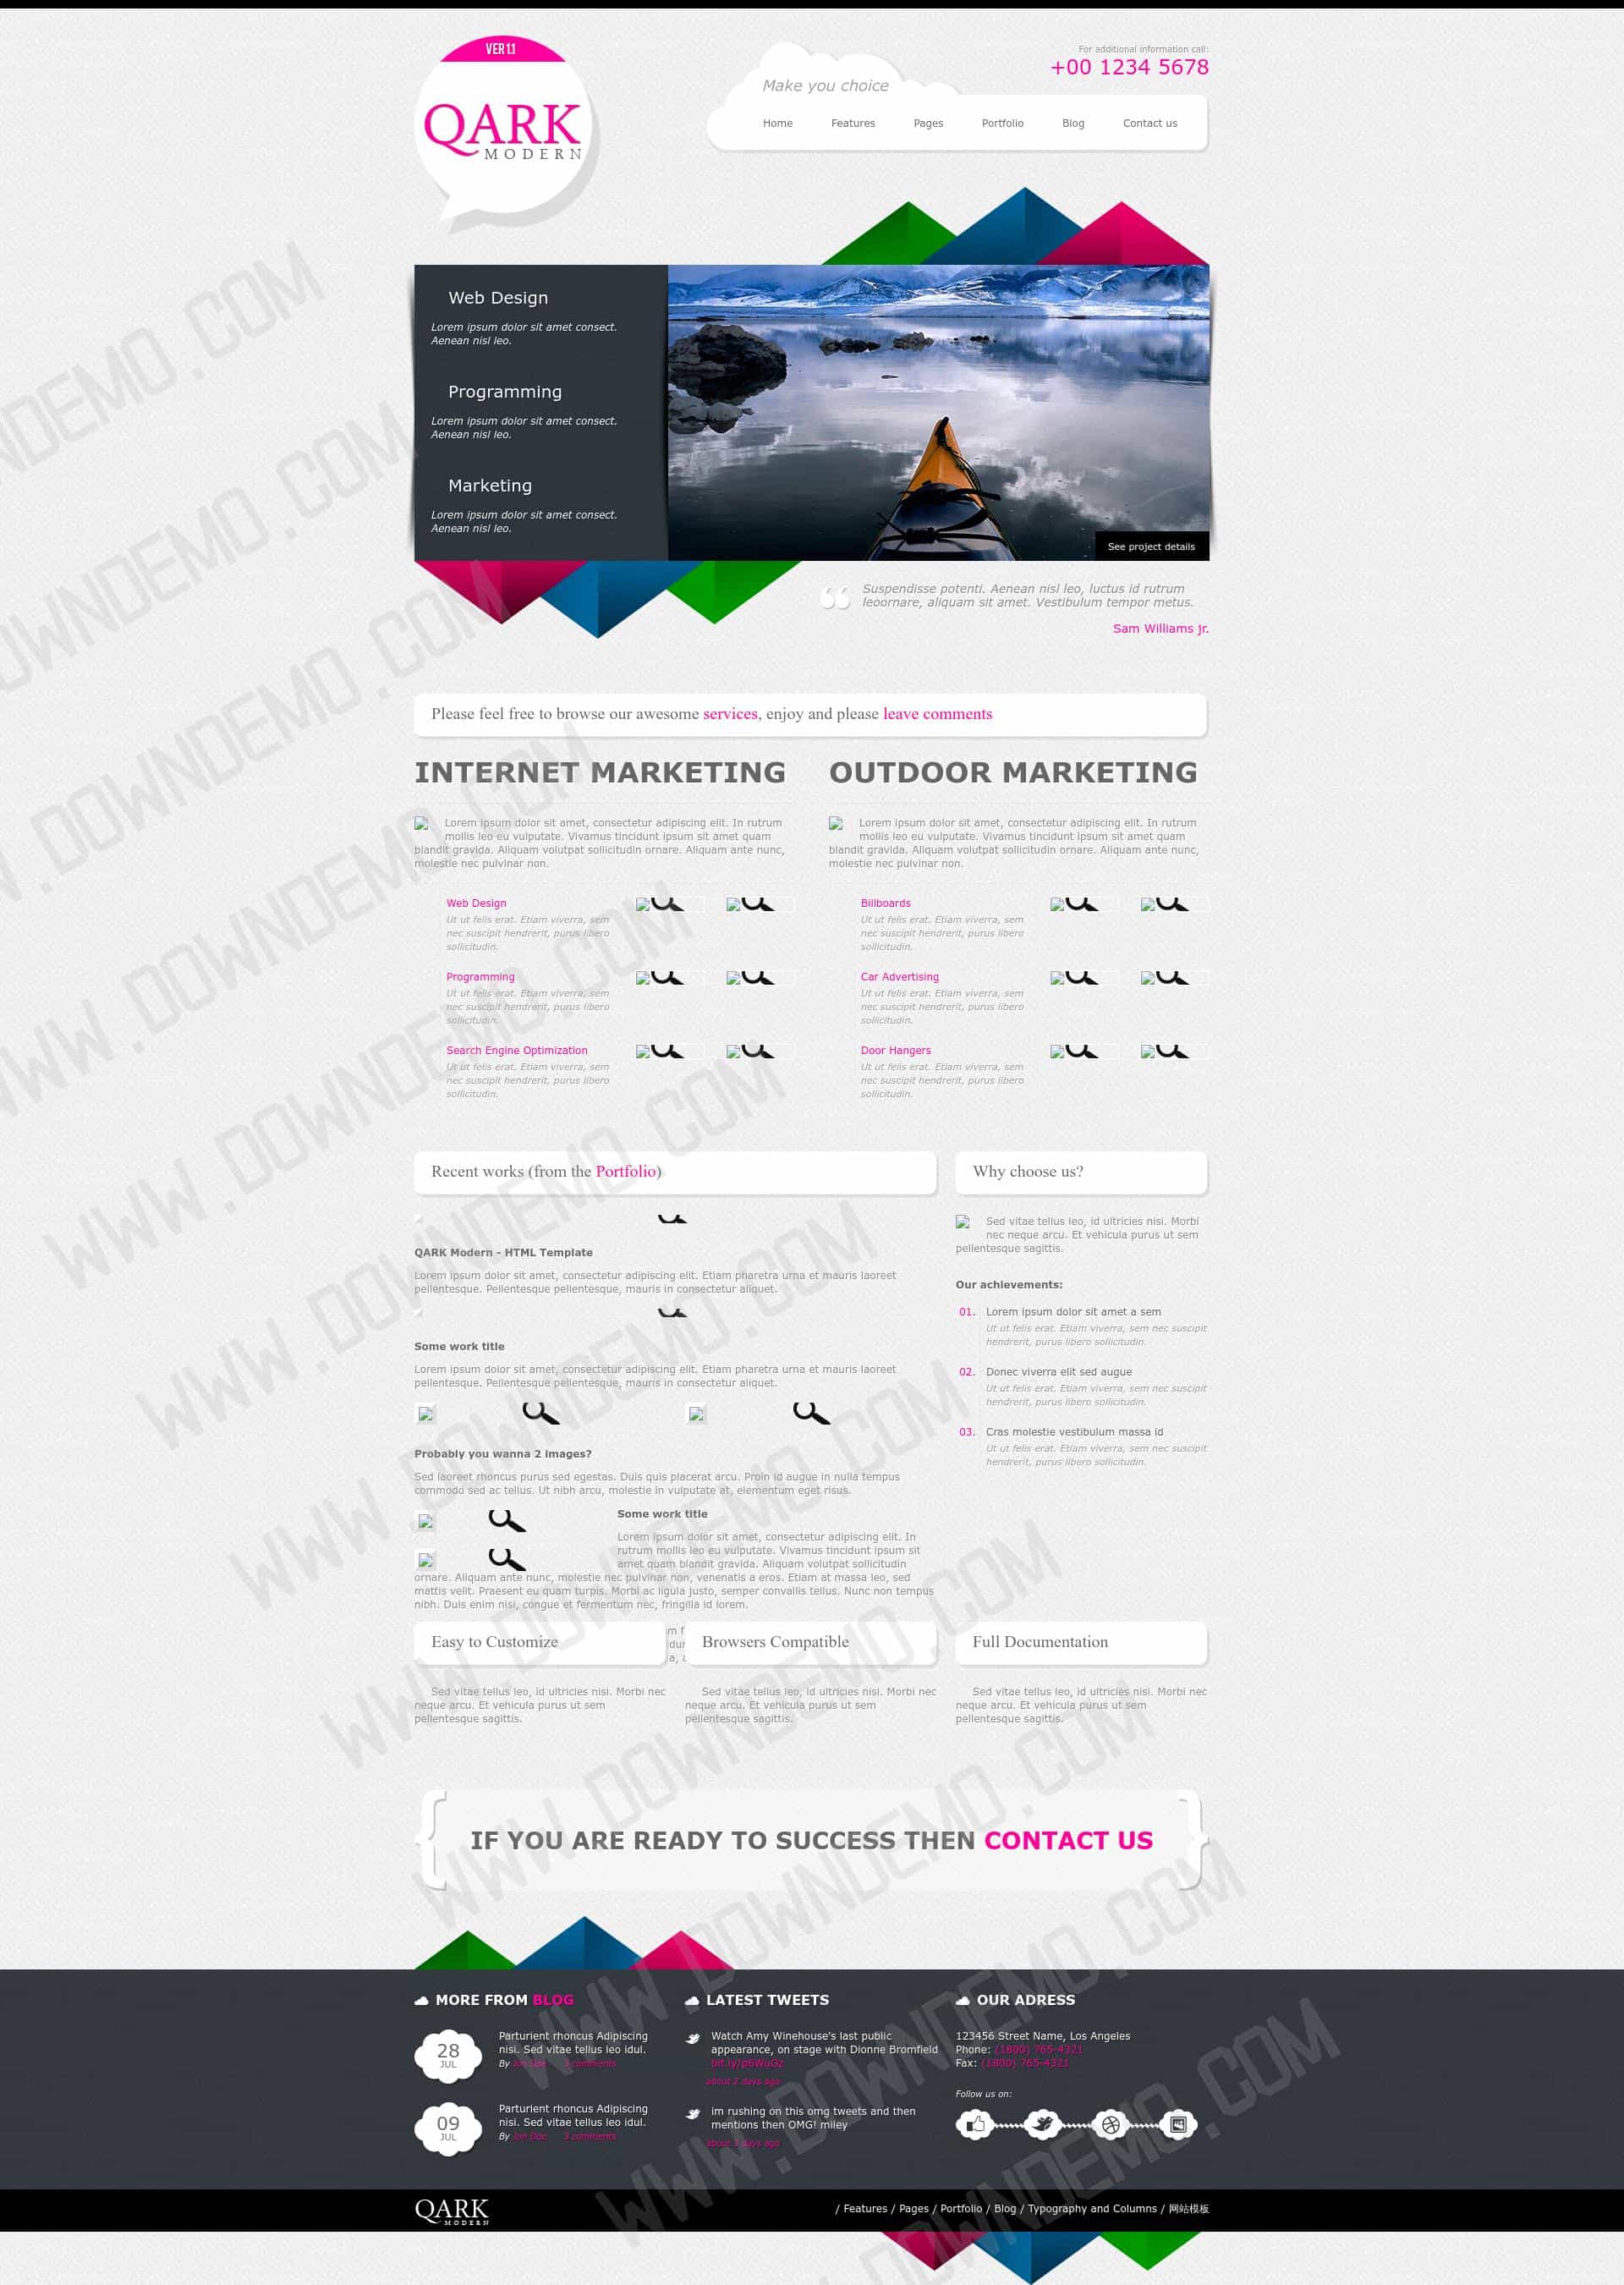 VER 1.1
QARK
MODERN
For additional information call:
+00 1234 5678
Make you choice
Home Features Pages Portfolio Blog Contact us
Web Design
Lorem ipsum dolor sit amet consect.
Aenean nisl leo.
Programming
Lorem ipsum dolor sit amet consect.
Aenean nisl leo.
Marketing
Lorem ipsum dolor sit amet consect.
Aenean nisl leo.
See project details
Suspendisse potenti. Aenean nisl leo, luctus id rutrum
leoornare, aliquam sit amet. Vestibulum tempor metus.
Sam Williams jr.
Please feel free to browse our awesome services, enjoy and please leave comments
INTERNET MARKETING
Lorem ipsum dolor sit amet, consectetur adipiscing elit. In rutrum
mollis leo eu vulputate. Vivamus tincidunt ipsum sit amet quam
blandit gravida. Aliquam volutpat sollicitudin ornare. Aliquam ante nunc,
molestie nec pulvinar non.
Web Design
Ut ut felis erat. Etiam viverra, sem
nec suscipit hendrerit, purus libero
sollicitudin.
Programming
Ut ut felis erat. Etiam viverra, sem
nec suscipit hendrerit, purus libero
sollicitudin.
Search Engine Optimization
Ut ut felis erat. Etiam viverra, sem
nec suscipit hendrerit, purus libero
sollicitudin.
OUTDOOR MARKETING
Lorem ipsum dolor sit amet, consectetur adipiscing elit. In rutrum
mollis leo eu vulputate. Vivamus tincidunt ipsum sit amet quam
blandit gravida. Aliquam volutpat sollicitudin ornare. Aliquam ante nunc,
molestie nec pulvinar non.
Billboards
Ut ut felis erat. Etiam viverra, sem
nec suscipit hendrerit, purus libero
sollicitudin.
Car Advertising
Ut ut felis erat. Etiam viverra, sem
nec suscipit hendrerit, purus libero
sollicitudin.
Door Hangers
Ut ut felis erat. Etiam viverra, sem
nec suscipit hendrerit, purus libero
sollicitudin.
Recent works (from the Portfolio)
QARK Modern - HTML Template
Lorem ipsum dolor sit amet, consectetur adipiscing elit. Etiam pharetra urna et mauris laoreet
pellentesque. Pellentesque pellentesque, mauris in consectetur aliquet.
Some work title
Lorem ipsum dolor sit amet, consectetur adipiscing elit. Etiam pharetra urna et mauris laoreet
pellentesque. Pellentesque pellentesque, mauris in consectetur aliquet.
Probably you wanna 2 images?
Sed laoreet rhoncus purus sed egestas. Duis quis placerat arcu. Proin id augue in nulla tempus
commodo sed ac tellus. Ut nibh arcu, molestie in vulputate at, elementum eget risus.
Some work title
Lorem ipsum dolor sit amet, consectetur adipiscing elit. In
rutrum mollis leo eu vulputate. Vivamus tincidunt ipsum sit
amet quam blandit gravida. Aliquam volutpat sollicitudin
ornare. Aliquam ante nunc, molestie nec pulvinar non, venenatis a eros. Etiam at massa leo, sed
mattis velit. Praesent eu quam turpis. Morbi ac ligula justo, semper convallis tellus. Nunc non tempus
nibh. Duis enim nisi, congue et fermentum nec, fringilla id lorem.
Why choose us?
Sed vitae tellus leo, id ultricies nisi. Morbi
nec neque arcu. Et vehicula purus ut sem
pellentesque sagittis.
Our achievements:
01. Lorem ipsum dolor sit amet a sem
Ut ut felis erat. Etiam viverra, sem nec suscipit
hendrerit, purus libero sollicitudin.
02. Donec viverra elit sed augue
Ut ut felis erat. Etiam viverra, sem nec suscipit
hendrerit, purus libero sollicitudin.
03. Cras molestie vestibulum massa id
Ut ut felis erat. Etiam viverra, sem nec suscipit
hendrerit, purus libero sollicitudin.
Easy to Customize
Sed vitae tellus leo, id ultricies nisi. Morbi nec
neque arcu. Et vehicula purus ut sem
pellentesque sagittis.
Browsers Compatible
Sed vitae tellus leo, id ultricies nisi. Morbi nec
neque arcu. Et vehicula purus ut sem
pellentesque sagittis.
Full Documentation
Sed vitae tellus leo, id ultricies nisi. Morbi nec
neque arcu. Et vehicula purus ut sem
pellentesque sagittis.
IF YOU ARE READY TO SUCCESS THEN CONTACT US
MORE FROM BLOG
28
JUL
Parturient rhoncus Adipiscing
nisi. Sed vitae tellus leo idul.
By Jan Doe 3 comments
09
JUL
Parturient rhoncus Adipiscing
nisi. Sed vitae tellus leo idul.
By Jan Doe 3 comments
LATEST TWEETS
Watch Amy Winehouse's last public
appearance, on stage with Dionne Bromfield
bit.ly/p6WuGz
about 2 days ago
im rushing on this omg tweets and then
mentions then OMG! miley
about 3 days ago
OUR ADRESS
123456 Street Name, Los Angeles
Phone: (1800) 765-4321
Fax: (1800) 765-4321
Follow us on:
QARK
MODERN
/ Features / Pages / Portfolio / Blog / Typography and Columns / 网站模板
WWW.DOWNDEMO.COM